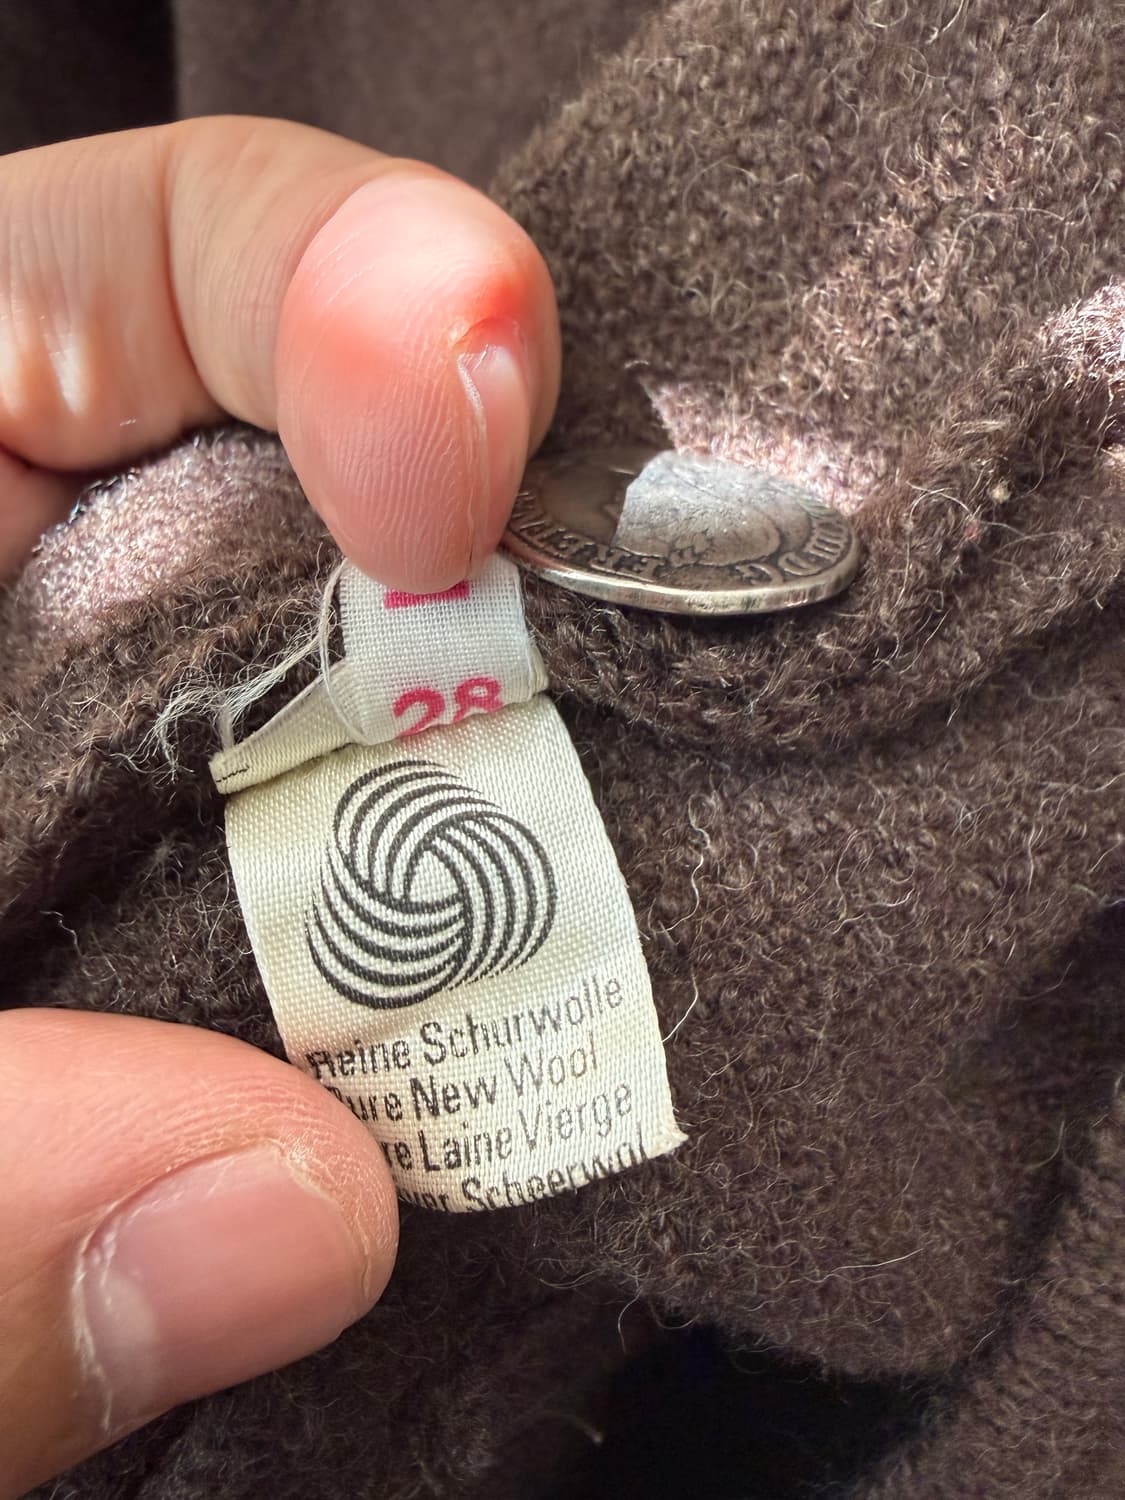 28
Reine Schurwolle
Pure New Wool
Laine Vierge
Scheerwol